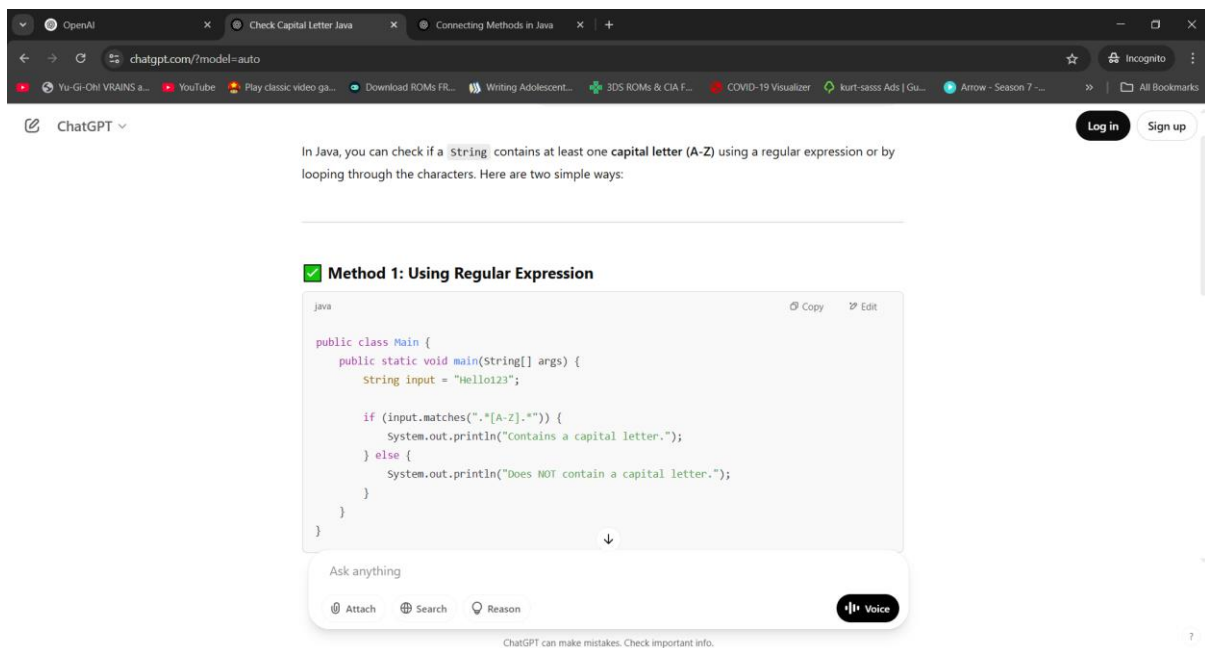 OpenAI
Check Capital Letter Java
Connecting Methods in Java
chatgpt.com/?model=auto
Incognito
Yu-Gi-Oh! VRAINS a...
YouTube
Play classic video ga...
Download ROMs FR...
Writing Adolescent...
3DS ROMs & CIA F...
COVID-19 Visualizer
kurt-sasss Ads | Gu...
Arrow - Season 7 -...
All Bookmarks
ChatGPT
Log in
Sign up
In Java, you can check if a String contains at least one capital letter (A-Z) using a regular expression or by
looping through the characters. Here are two simple ways:
Method 1: Using Regular Expression
java
Copy
Edit
public class Main {
public static void main(String[] args) {
String input = "Hello123";
if (input.matches(".*[A-Z].*")) {
System.out.println("Contains a capital letter.");
} else {
System.out.println("Does NOT contain a capital letter.");
}
}
}
Ask anything
Attach
Search
Reason
Voice
ChatGPT can make mistakes. Check important info.
?